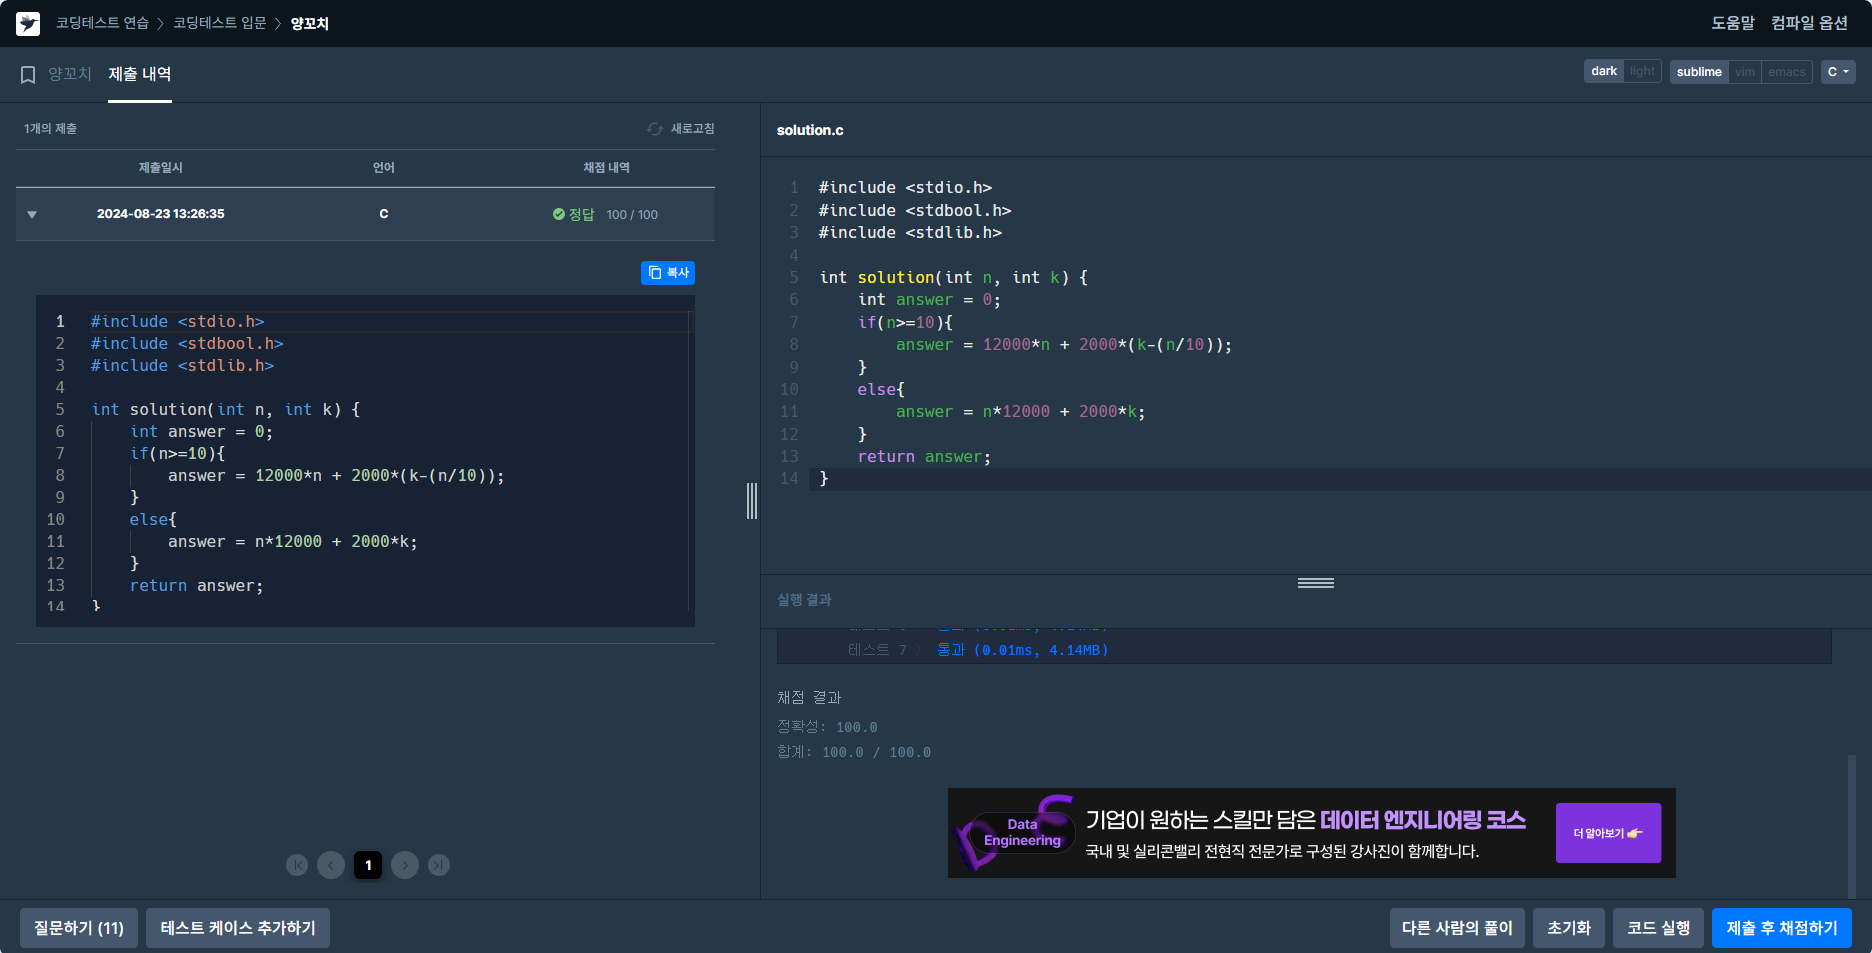 코딩테스트 연습 > 코딩테스트 입문 > 양꼬치
도움말 컴파일 옵션
양꼬치 제출 내역
dark light sublime vim emacs C
1개의 제출
새로고침
제출일시 언어 채점 내역
2024-08-23 13:26:35 C 정답 100 / 100
복사
1 #include <stdio.h>
2 #include <stdbool.h>
3 #include <stdlib.h>
4
5 int solution(int n, int k) {
6     int answer = 0;
7     if(n>=10){
8         answer = 12000*n + 2000*(k-(n/10));
9     }
10     else{
11         answer = n*12000 + 2000*k;
12     }
13     return answer;
14 }
1
solution.c
1 #include <stdio.h>
2 #include <stdbool.h>
3 #include <stdlib.h>
4
5 int solution(int n, int k) {
6     int answer = 0;
7     if(n>=10){
8         answer = 12000*n + 2000*(k-(n/10));
9     }
10     else{
11         answer = n*12000 + 2000*k;
12     }
13     return answer;
14 }
실행 결과
테스트 7 〉 통과 (0.01ms, 4.14MB)
채점 결과
정확성: 100.0
합계: 100.0 / 100.0
Data
Engineering
기업이 원하는 스킬만 담은 데이터 엔지니어링 코스
국내 및 실리콘밸리 전현직 전문가로 구성된 강사진이 함께합니다.
더 알아보기
질문하기 (11) 테스트 케이스 추가하기
다른 사람의 풀이 초기화 코드 실행 제출 후 채점하기